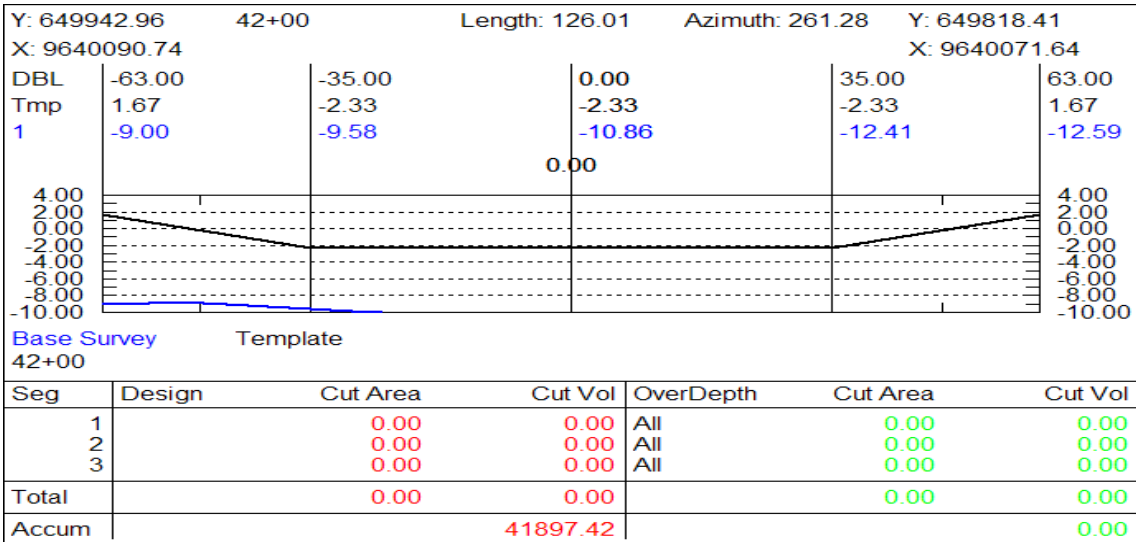 Y: 649942.96 42+00 Length: 126.01 Azimuth: 261.28 Y: 649818.41
X: 9640090.74 X: 9640071.64
DBL -63.00 -35.00 0.00 35.00 63.00
Tmp 1.67 -2.33 -2.33 -2.33 1.67
1 -9.00 -9.58 -10.86 -12.41 -12.59
0.00
4.00 4.00
2.00 2.00
0.00 0.00
-2.00 -2.00
-4.00 -4.00
-6.00 -6.00
-8.00 -8.00
-10.00 -10.00
Base Survey Template
42+00
Seg Design Cut Area Cut Vol OverDepth Cut Area Cut Vol
1 0.00 0.00 All 0.00 0.00
2 0.00 0.00 All 0.00 0.00
3 0.00 0.00 All 0.00 0.00
Total 0.00 0.00 0.00 0.00
Accum 41897.42 0.00